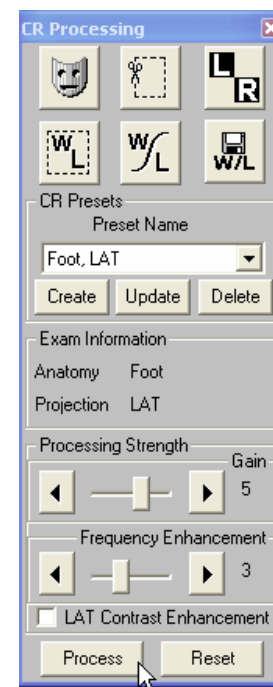 CR Processing
L
R
W L
W L
W/L
CR Presets
Preset Name
Foot, LAT
Create Update Delete
Exam Information
Anatomy Foot
Projection LAT
Processing Strength
Gain
5
Frequency Enhancement
3
LAT Contrast Enhancement
Process Reset